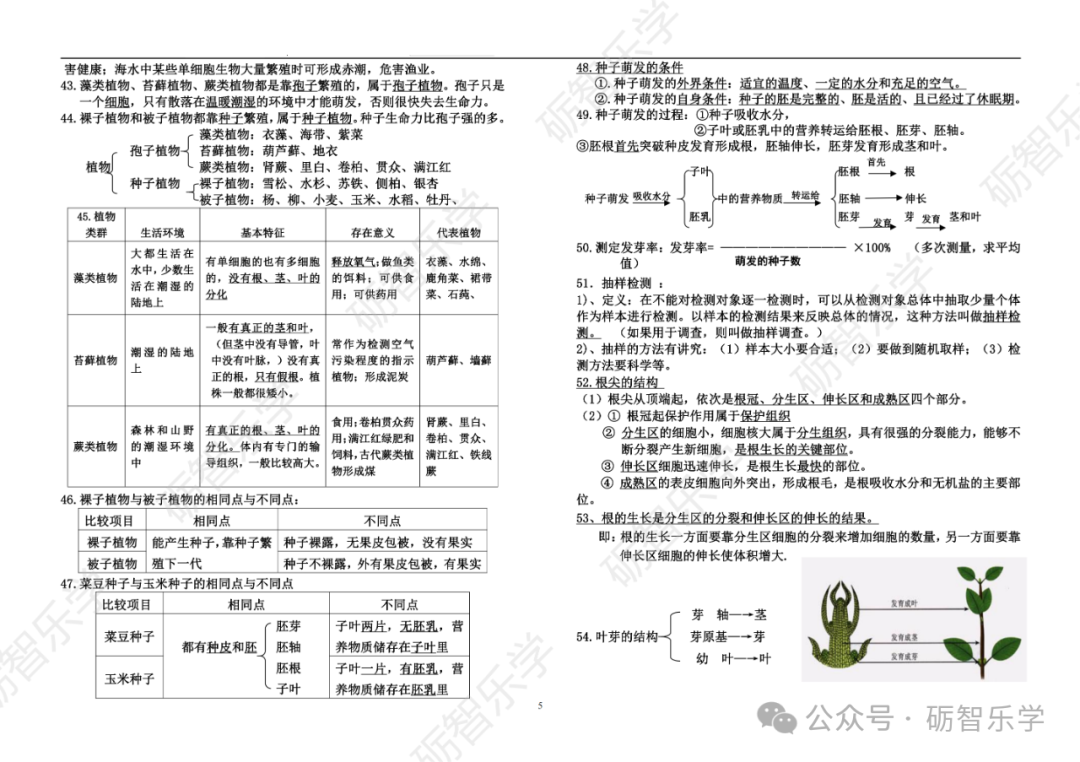 害健康；海水中某些单细胞生物大量繁殖时可形成赤潮，危害渔业。
43.藻类植物、苔藓植物、蕨类植物都是靠孢子繁殖的，属于孢子植物。孢子只是
一个细胞，只有散落在温暖潮湿的环境中才能萌发，否则很快失去生命力。
44.裸子植物和被子植物都靠种子繁殖，属于种子植物。种子生命力比孢子强的多。
植物
孢子植物
藻类植物：衣藻、海带、紫菜
苔藓植物：葫芦藓、地衣
蕨类植物：肾蕨、里白、卷柏、贯众、满江红
种子植物
裸子植物：雪松、水杉、苏铁、侧柏、银杏
被子植物：杨、柳、小麦、玉米、水稻、牡丹、
45.植物类群 生活环境 基本特征 存在意义 代表植物
藻类植物
大都生活在
水中，少数生
活在潮湿的
陆地上
有单细胞的也有多细胞
的，没有根、茎、叶的
分化
释放氧气；做鱼类
的饵料；可供食
用；可供药用
衣藻、水绵、
鹿角菜、裙带
菜、石莼、
苔藓植物
潮湿的陆地
上
一般有真正的茎和叶，
（但茎中没有导管，叶
中没有叶脉，）没有真
正的根，只有假根。植
株一般都很矮小。
常作为检测空气
污染程度的指示
植物；形成泥炭
葫芦藓、墙藓
蕨类植物
森林和山野
的潮湿环境
中
有真正的根、茎、叶的
分化。体内有专门的输
导组织，一般比较高大。
食用；卷柏贯众药
用；满江红绿肥和
饲料，古代蕨类植
物形成煤
肾蕨、里白、
卷柏、贯众、
满江红、铁线
蕨
46.裸子植物与被子植物的相同点与不同点：
比较项目 相同点 不同点
裸子植物 能产生种子，靠种子繁 种子裸露，无果皮包被，没有果实
被子植物 殖下一代 种子不裸露，外有果皮包被，有果实
47.菜豆种子与玉米种子的相同点与不同点
比较项目 相同点 不同点
菜豆种子
玉米种子
都有种皮和胚
胚芽
胚轴
胚根
子叶
子叶两片，无胚乳，营
养物质储存在子叶里
子叶一片，有胚乳，营
养物质储存在胚乳里
48.种子萌发的条件
①.种子萌发的外界条件：适宜的温度、一定的水分和充足的空气。
②.种子萌发的自身条件：种子的胚是完整的、胚是活的、且已经过了休眠期。
49.种子萌发的过程：①种子吸收水分，
②子叶或胚乳中的营养转运给胚根、胚芽、胚轴。
③胚根首先突破种皮发育形成根，胚轴伸长，胚芽发育形成茎和叶。
种子萌发 吸收水分
子叶
胚乳
中的营养物质 转运给
胚根 首先 根
胚轴 伸长
胚芽 发育 芽 发育 茎和叶
50.测定发芽率：发芽率= ———————————— ×100% （多次测量，求平均
值） 萌发的种子数
51. 抽样检测：
1)、定义：在不能对检测对象逐一检测时，可以从检测对象总体中抽取少量个体
作为样本进行检测。以样本的检测结果来反映总体的情况，这种方法叫做抽样检
测。 （如果用于调查，则叫做抽样调查。）
2)、抽样的方法有讲究：（1）样本大小要合适；（2）要做到随机取样；（3）检
测方法要科学等。
52.根尖的结构
（1）根尖从顶端起，依次是根冠、分生区、伸长区和成熟区四个部分。
（2）① 根冠起保护作用属于保护组织
② 分生区的细胞小，细胞核大属于分生组织，具有很强的分裂能力，能够不
断分裂产生新细胞，是根生长的关键部位。
③ 伸长区细胞迅速伸长，是根生长最快的部位。
④ 成熟区的表皮细胞向外突出，形成根毛，是根吸收水分和无机盐的主要部
位。
53、根的生长是分生区的分裂和伸长区的伸长的结果。
即：根的生长一方面要靠分生区细胞的分裂来增加细胞的数量，另一方面要靠
伸长区细胞的伸长使体积增大.
54.叶芽的结构
芽 轴—→茎
芽原基—→芽
幼 叶—→叶
发育成叶
发育成茎
发育成芽
5
公众号 · 砺智乐学
砺智乐学